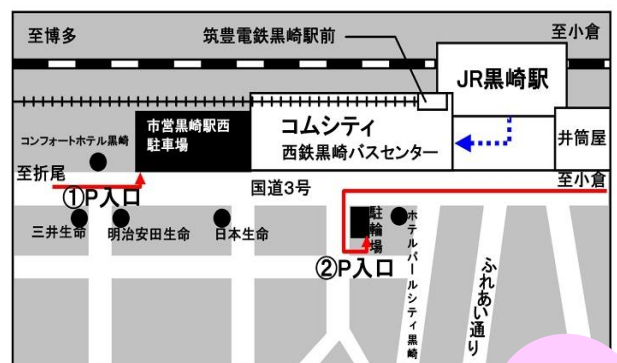 至博多
筑豊電鉄黒崎駅前
至小倉
JR黒崎駅
コンフォートホテル黒崎
市営黒崎駅西
駐車場
コムシティ
西鉄黒崎バスセンター
井筒屋
至折尾
①P入口
国道3号
至小倉
三井生命
明治安田生命
日本生命
駐輪場
②P入口
ホテルパールシティ黒崎
ふれあい通り